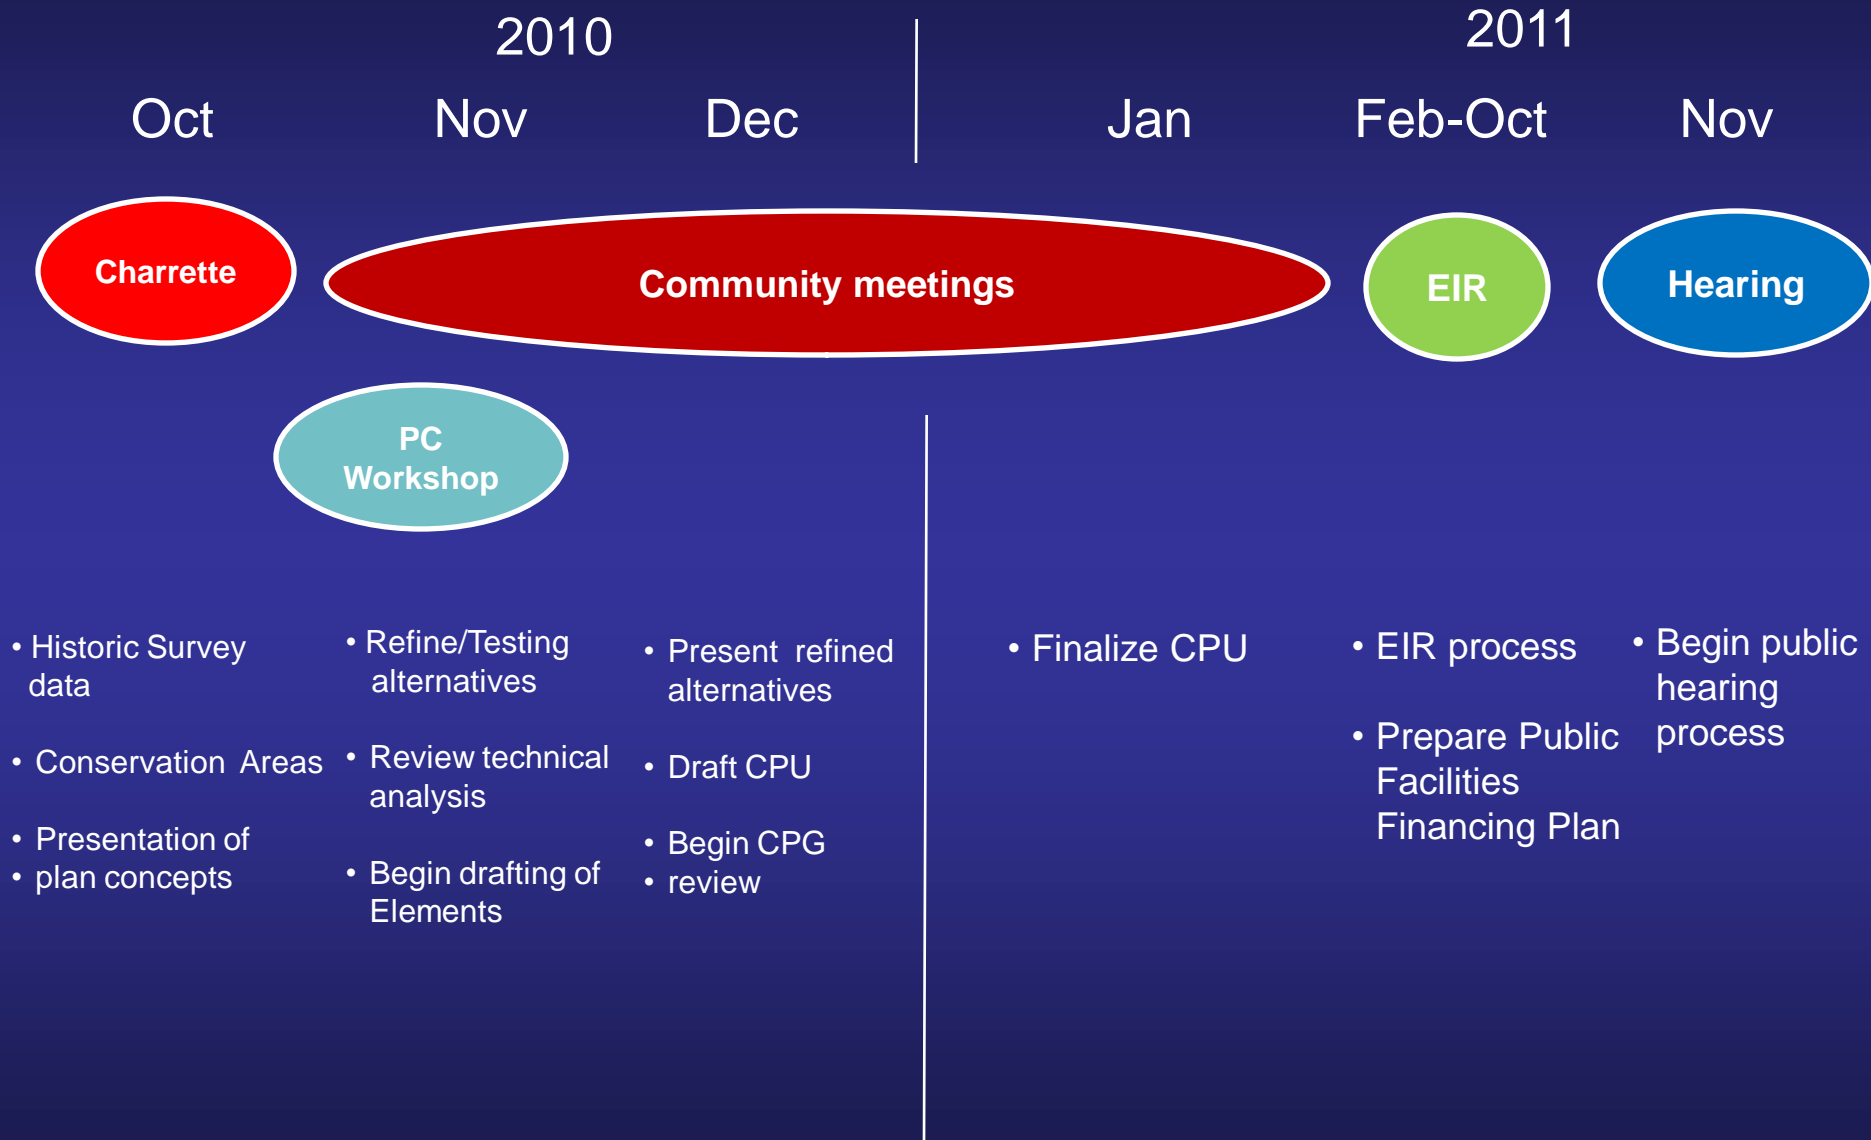 2010
2011
Oct
Nov
Dec
Jan
Feb-Oct
Nov
Charrette
Community meetings
EIR
Hearing
PC
Workshop
• Historic Survey
data
• Conservation Areas
• Presentation of
• plan concepts
• Refine/Testing
alternatives
• Review technical
analysis
• Begin drafting of
Elements
• Present refined
alternatives
• Draft CPU
• Begin CPG
• review
• Finalize CPU
• EIR process
• Prepare Public
Facilities
Financing Plan
• Begin public
hearing
process